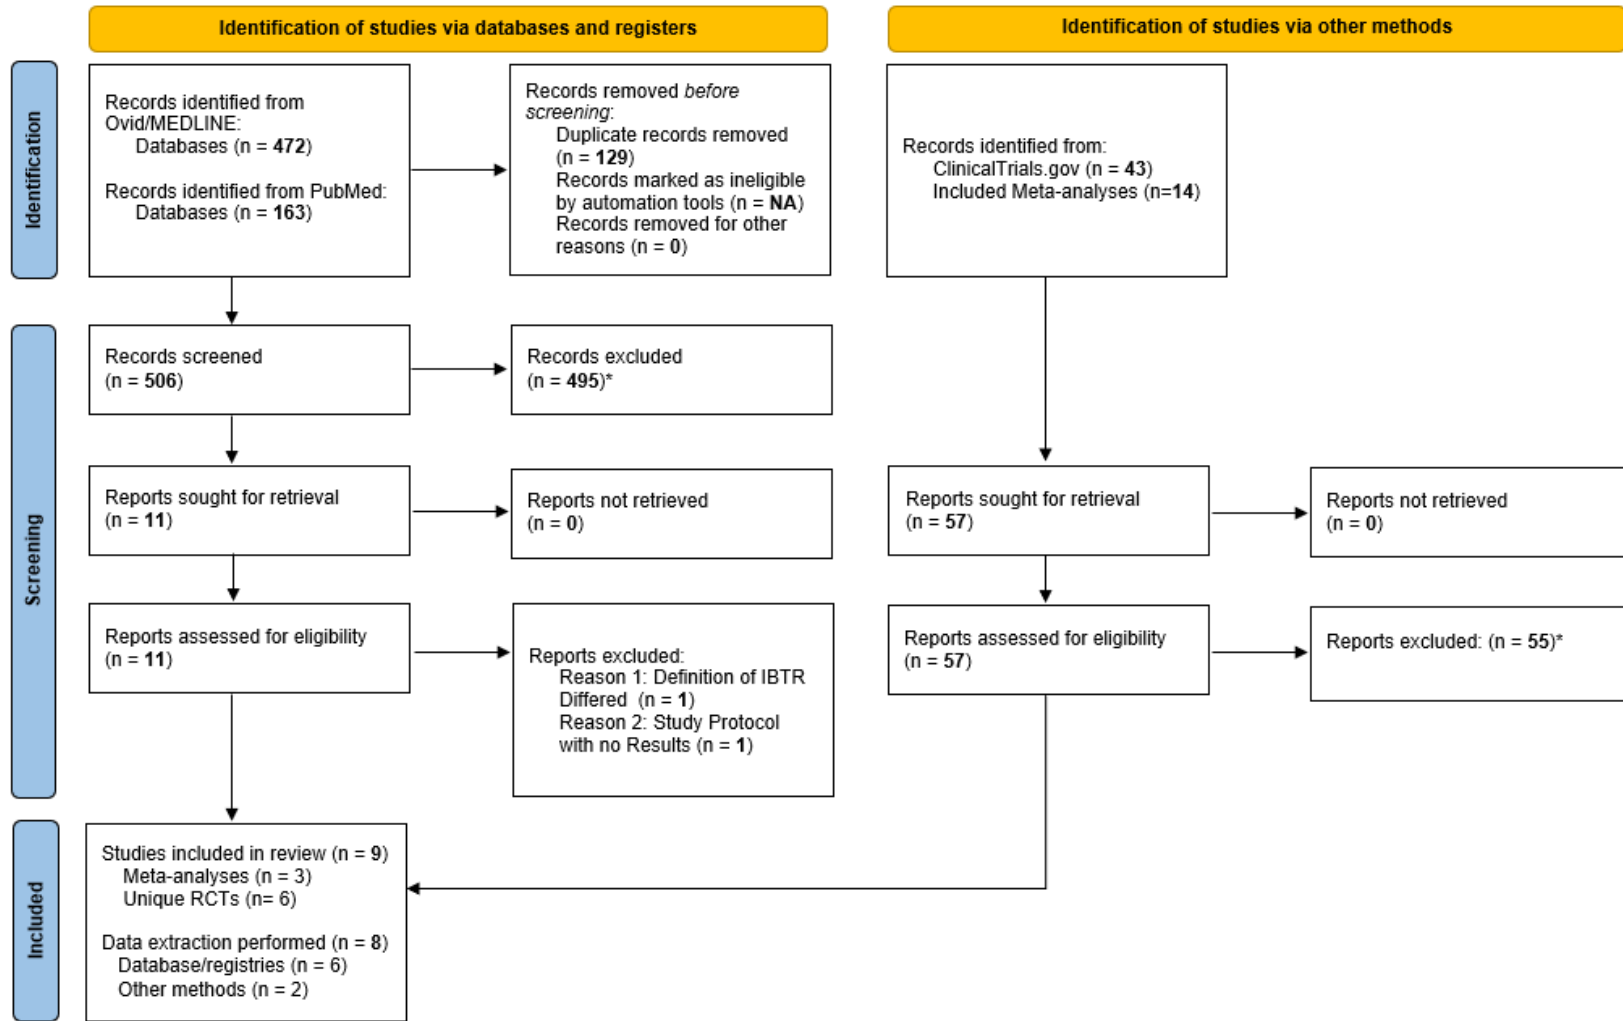 Identification of studies via databases and registers
Identification of studies via other methods
Identification
Records identified from
Ovid/MEDLINE:
Databases (n = 472)
Records identified from PubMed:
Databases (n = 163)
Records removed before
screening:
Duplicate records removed
(n = 129)
Records marked as ineligible
by automation tools (n = NA)
Records removed for other
reasons (n = 0)
Records identified from:
ClinicalTrials.gov (n = 43)
Included Meta-analyses (n=14)
Screening
Records screened
(n = 506)
Records excluded
(n = 495)*
Reports sought for retrieval
(n = 11)
Reports not retrieved
(n = 0)
Reports sought for retrieval
(n = 57)
Reports not retrieved
(n = 0)
Reports assessed for eligibility
(n = 11)
Reports excluded:
Reason 1: Definition of IBTR
Differed (n = 1)
Reason 2: Study Protocol
with no Results (n = 1)
Reports assessed for eligibility
(n = 57)
Reports excluded: (n = 55)*
Included
Studies included in review (n = 9)
Meta-analyses (n = 3)
Unique RCTs (n= 6)
Data extraction performed (n = 8)
Database/registries (n = 6)
Other methods (n = 2)